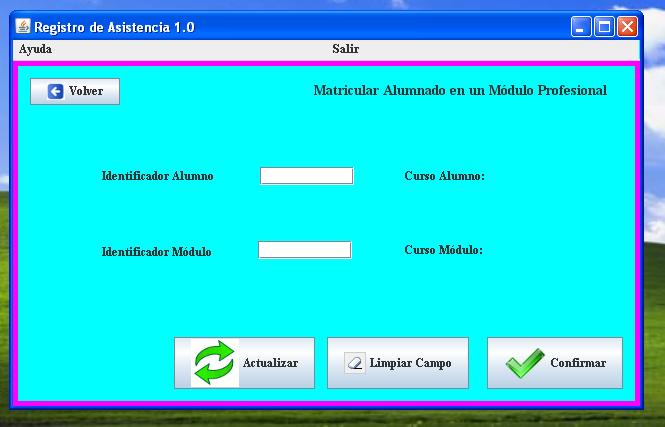 Registro de Asistencia 1.0
Ayuda Salir
Volver
Matricular Alumnado en un Módulo Profesional
Identificador Alumno Curso Alumno:
Identificador Módulo Curso Módulo:
Actualizar Limpiar Campo Confirmar